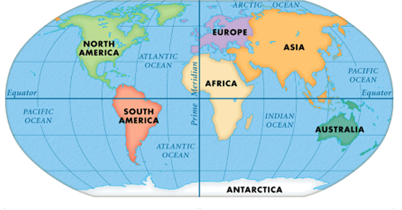 ARCTIC OCEAN
EUROPE
NORTH
AMERICA
ASIA
ATLANTIC
OCEAN
PACIFIC
OCEAN
AFRICA
Prime Meridian
Equator
Equator
PACIFIC
OCEAN
SOUTH
AMERICA
INDIAN
OCEAN
AUSTRALIA
ATLANTIC
OCEAN
ANTARCTICA